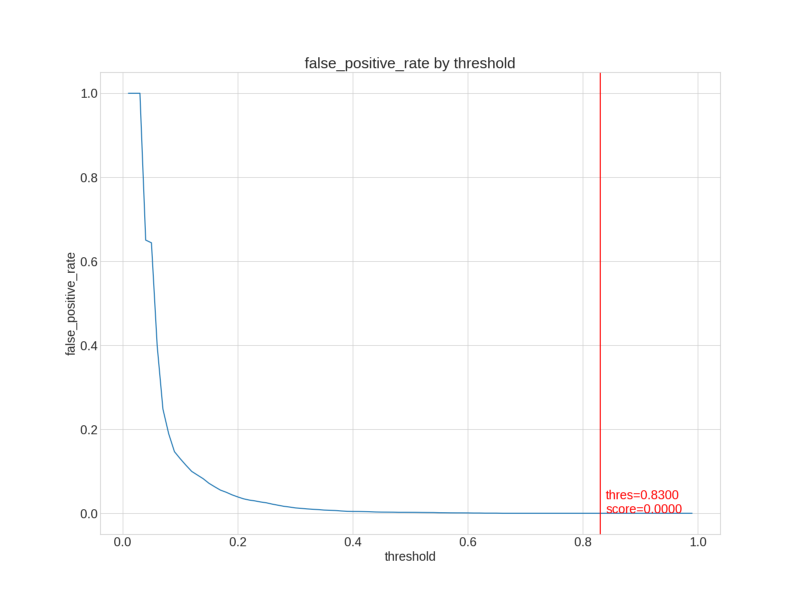 false_positive_rate by threshold
1.0
0.8
0.6
0.4
0.2
0.0
false_positive_rate
thres=0.8300
score=0.0000
0.0 0.2 0.4 0.6 0.8 1.0
threshold